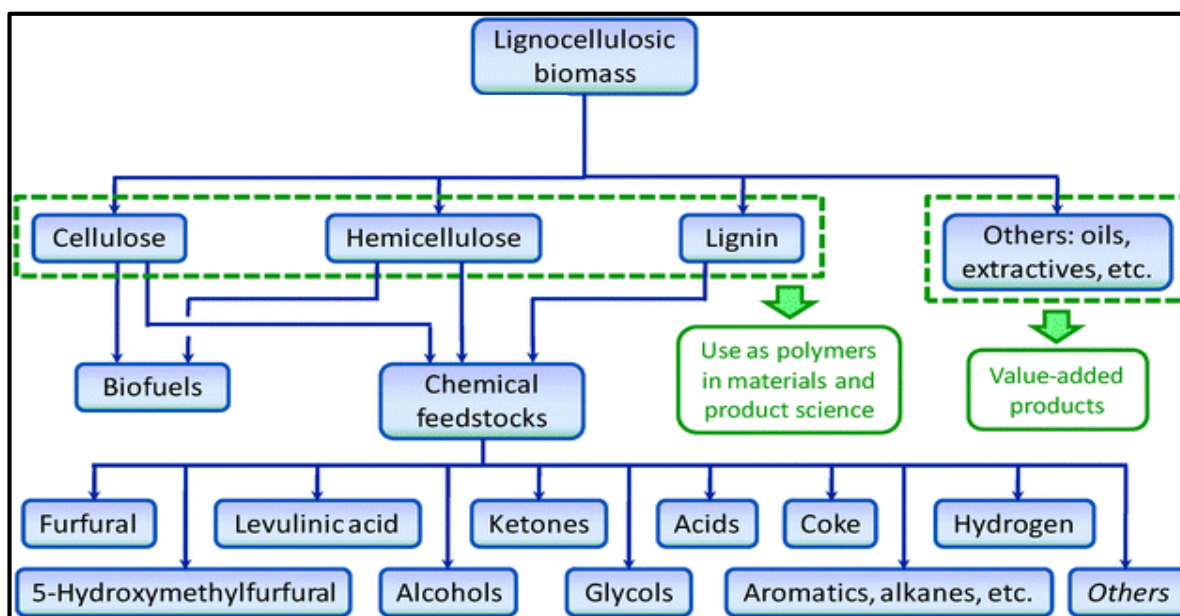 Lignocellulosic
biomass
Cellulose
Hemicellulose
Lignin
Others: oils,
extractives, etc.
Biofuels
Chemical
feedstocks
Use as polymers
in materials and
product science
Value-added
products
Furfural
Levulinic acid
Ketones
Acids
Coke
Hydrogen
5-Hydroxymethylfurfural
Alcohols
Glycols
Aromatics, alkanes, etc.
Others